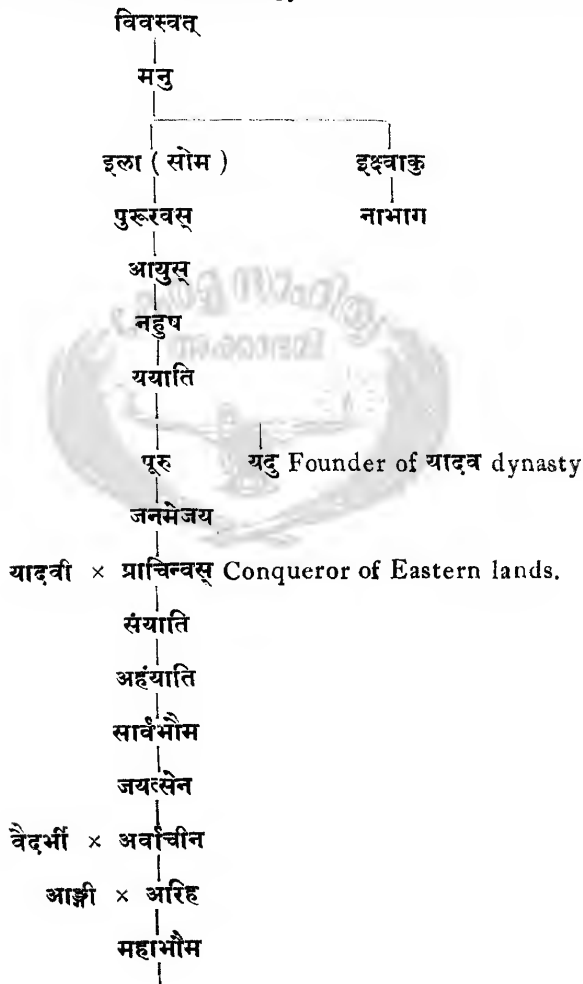 विवस्वत्
मनु
इला ( सोम ) इक्ष्वाकु
पुरूरवस् नाभाग
आयुस्
नहुष
ययाति
पूरु यदु Founder of यादव dynasty
जनमेजय
यादवी × प्राचिन्वस् Conqueror of Eastern lands.
संयाति
अहंयाति
सार्वभौम
जयत्सेन
वैदर्भी × अर्वाचीन
आङ्गी × आरिह
महाभौम